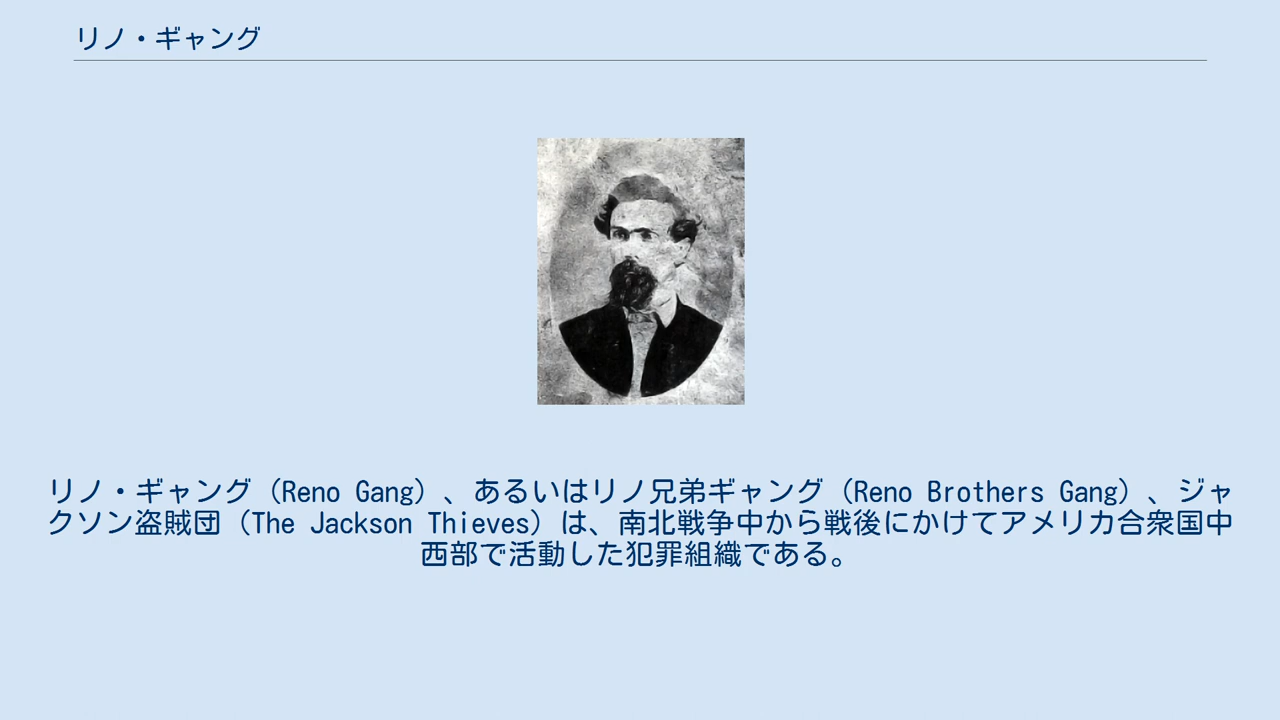 リノ・ギャング
リノ・ギャング（Reno Gang）、あるいはリノ兄弟ギャング（Reno Brothers Gang）、ジャ
クソン盗賊団（The Jackson Thieves）は、南北戦争中から戦後にかけてアメリカ合衆国中
西部で活動した犯罪組織である。